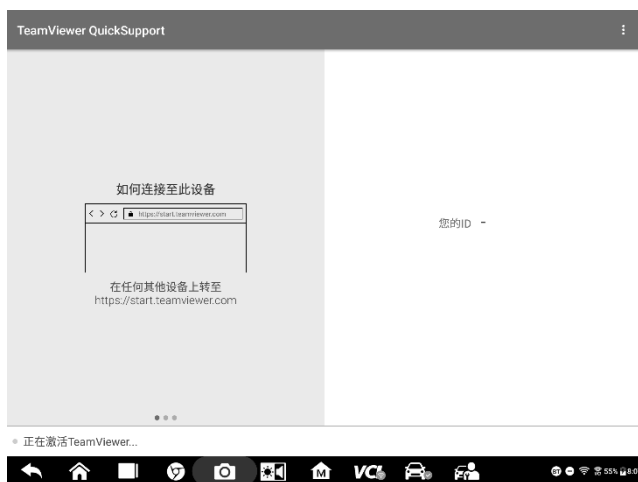 TeamViewer QuickSupport
如何连接至此设备
https://start.teamviewer.com
在任何其他设备上转至
https://start.teamviewer.com
您的ID -
正在激活TeamViewer...
M
VCI
55%